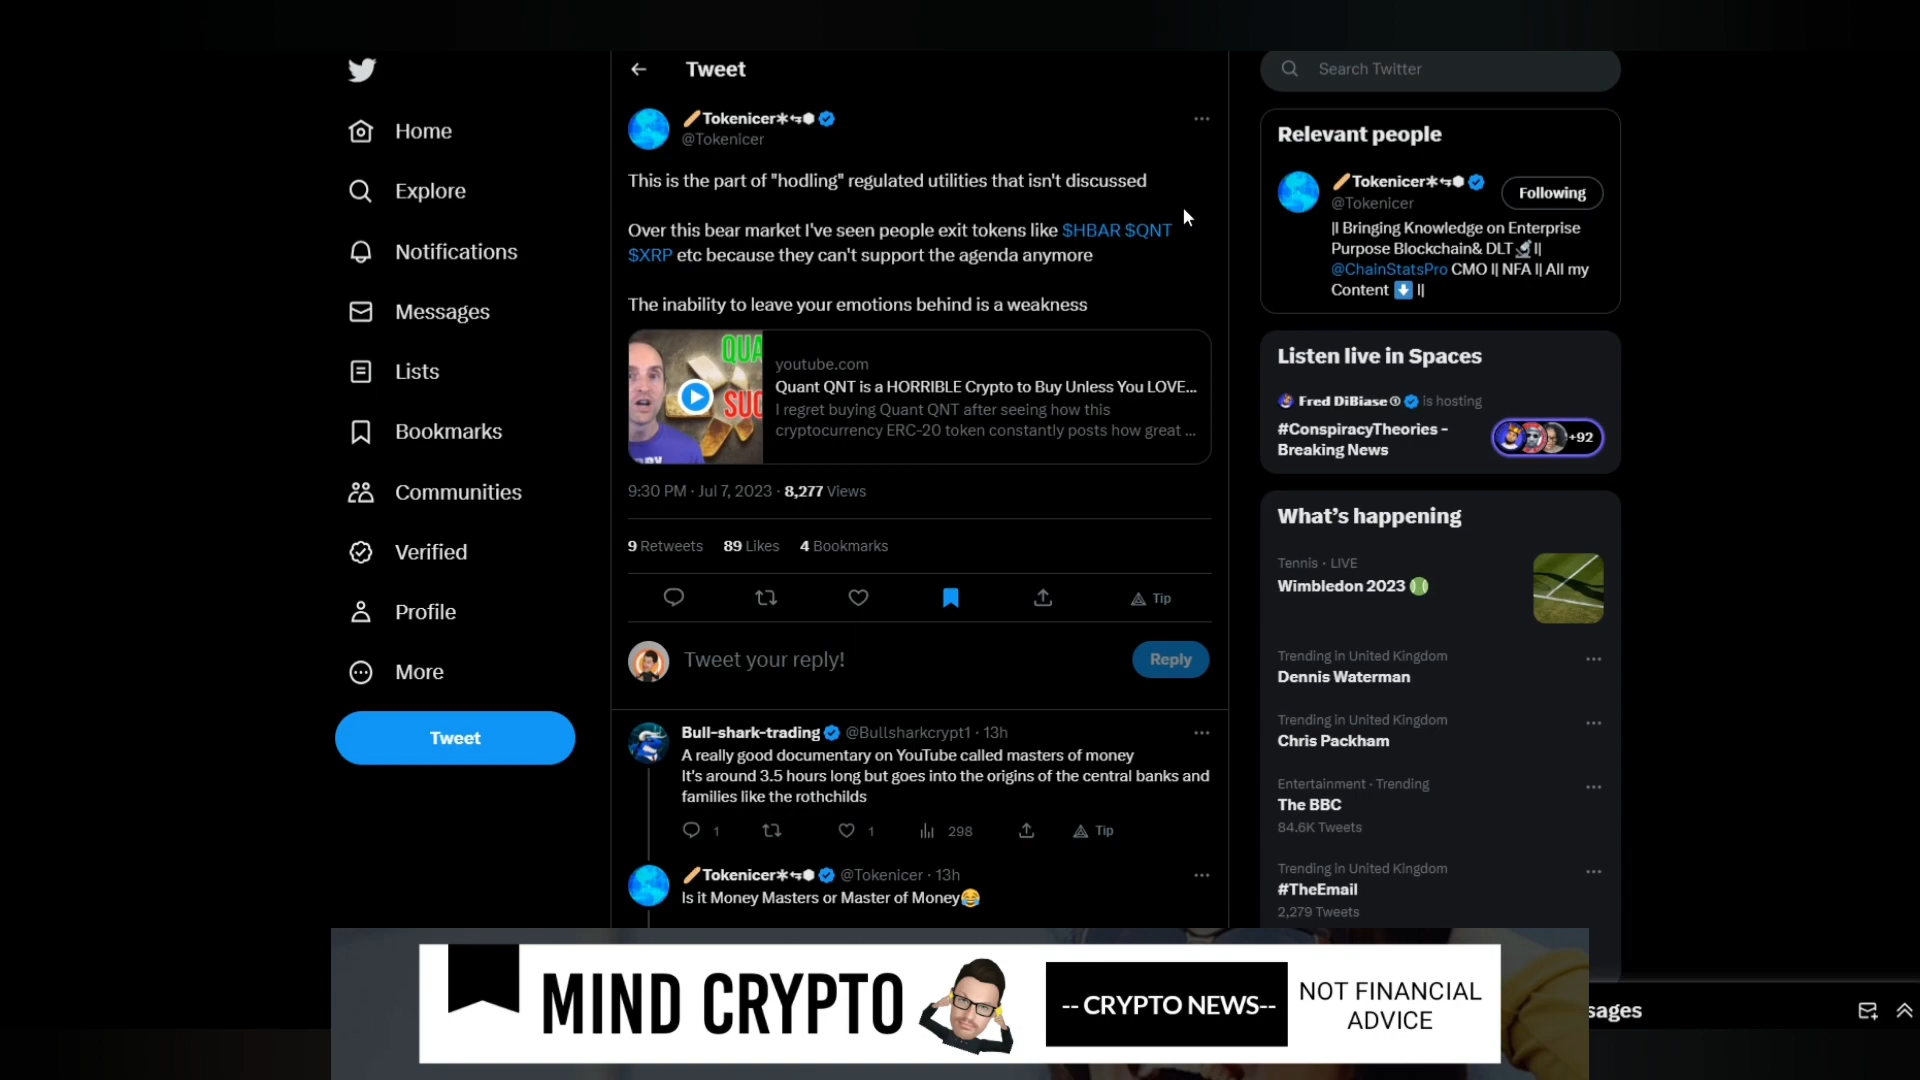 Home
Explore
Notifications
Messages
Lists
Bookmarks
Communities
Verified
Profile
More
Tweet
Tweet
Tokenicer
@Tokenicer
This is the part of "hodling" regulated utilities that isn't discussed
Over this bear market I've seen people exit tokens like $HBAR $QNT
$XRP etc because they can't support the agenda anymore
The inability to leave your emotions behind is a weakness
QUA
SUC
youtube.com
Quant QNT is a HORRIBLE Crypto to Buy Unless You LOVE...
I regret buying Quant QNT after seeing how this
cryptocurrency ERC-20 token constantly posts how great ...
9:30 PM · Jul 7, 2023 · 8,277 Views
9 Retweets 89 Likes 4 Bookmarks
Tip
Tweet your reply!
Reply
Bull-shark-trading @Bullsharkcrypt1 · 13h
A really good documentary on YouTube called masters of money
It's around 3.5 hours long but goes into the origins of the central banks and
families like the rothchilds
1 1 298 Tip
Tokenicer @Tokenicer · 13h
Is it Money Masters or Master of Money😂
Search Twitter
Relevant people
Tokenicer
@Tokenicer
Following
|| Bringing Knowledge on Enterprise
Purpose Blockchain& DLT🔬||
@ChainStatsPro CMO || NFA || All my
Content ⬇️ ||
Listen live in Spaces
Fred DiBiase is hosting
#ConspiracyTheories -
Breaking News
+92
What's happening
Tennis · LIVE
Wimbledon 2023
Trending in United Kingdom
Dennis Waterman
Trending in United Kingdom
Chris Packham
Entertainment · Trending
The BBC
84.6K Tweets
Trending in United Kingdom
#TheEmail
2,279 Tweets
sages
MIND CRYPTO
-- CRYPTO NEWS--
NOT FINANCIAL
ADVICE